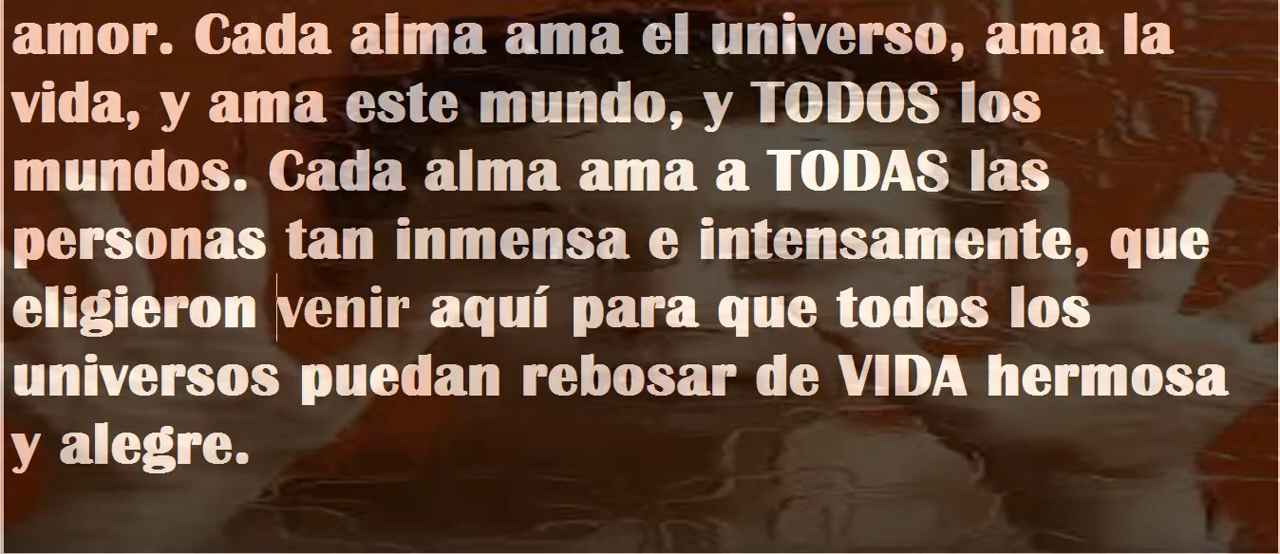 amor. Cada alma ama el universo, ama la
vida, y ama este mundo, y TODOS los
mundos. Cada alma ama a TODAS las
personas tan inmensa e intensamente, que
eligieron venir aquí para que todos los
universos puedan rebosar de VIDA hermosa
y alegre.